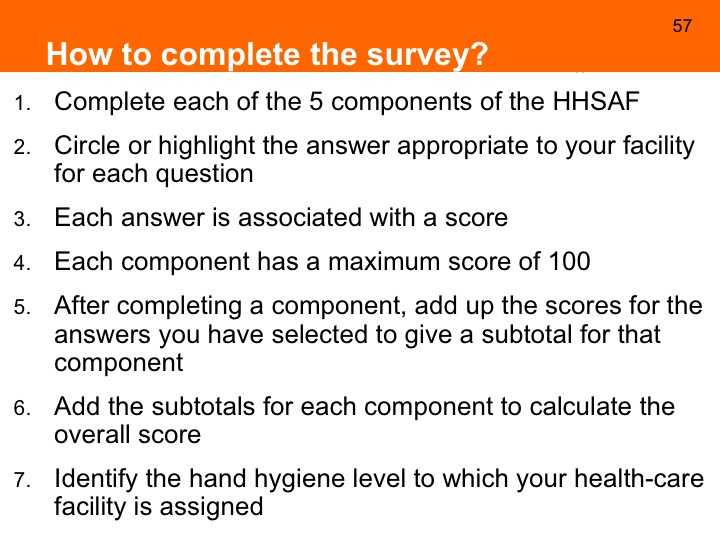 57
How to complete the survey?
1. Complete each of the 5 components of the HHSAF
2. Circle or highlight the answer appropriate to your facility
for each question
3. Each answer is associated with a score
4. Each component has a maximum score of 100
5. After completing a component, add up the scores for the
answers you have selected to give a subtotal for that
component
6. Add the subtotals for each component to calculate the
overall score
7. Identify the hand hygiene level to which your health-care
facility is assigned